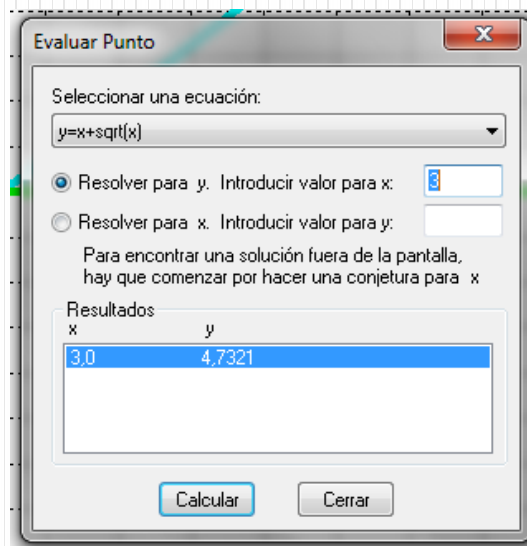 Evaluar Punto
Seleccionar una ecuación:
y=x+sqrt(x)
Resolver para y. Introducir valor para x: 3
Resolver para x. Introducir valor para y:
Para encontrar una solución fuera de la pantalla,
hay que comenzar por hacer una conjetura para x
Resultados
x y
3,0 4,7321
Calcular Cerrar